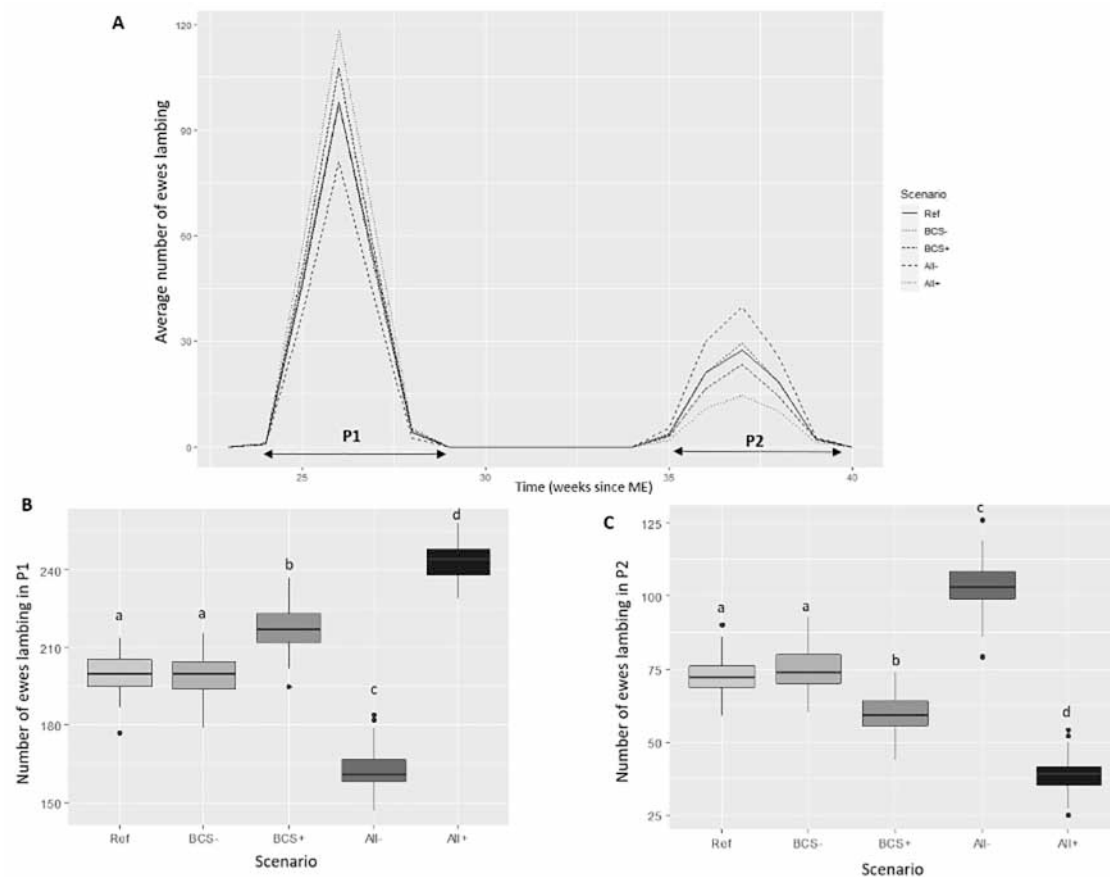 A
Average number of ewes lambing
120
90
60
30
0
P1
P2
25
30
35
40
Time (weeks since ME)
Scenario
Ref
BCS-
BCS+
All-
All+
B
Number of ewes lambing in P1
240
210
180
150
a
a
b
c
d
Ref
BCS-
BCS+
All-
All+
Scenario
C
Number of ewes lambing in P2
125
100
75
50
25
a
a
b
c
d
Ref
BCS-
BCS+
All-
All+
Scenario